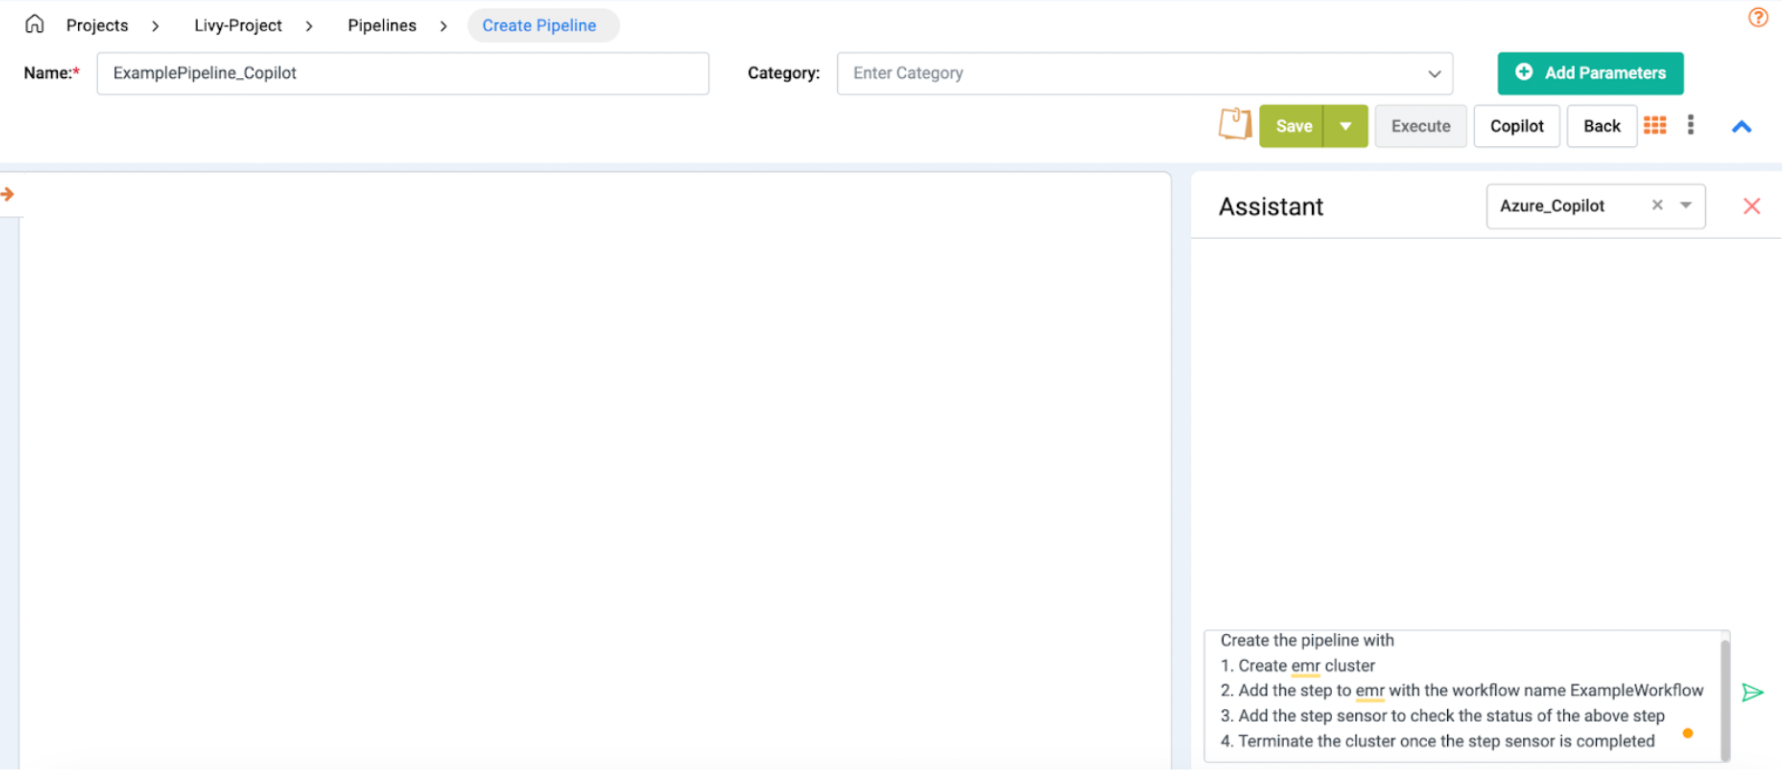 Projects > Livy-Project > Pipelines > Create Pipeline
Name:* ExamplePipeline_Copilot Category: Enter Category Add Parameters
Save Execute Copilot Back
Assistant Azure_Copilot
Create the pipeline with
1. Create emr cluster
2. Add the step to emr with the workflow name ExampleWorkflow
3. Add the step sensor to check the status of the above step
4. Terminate the cluster once the step sensor is completed